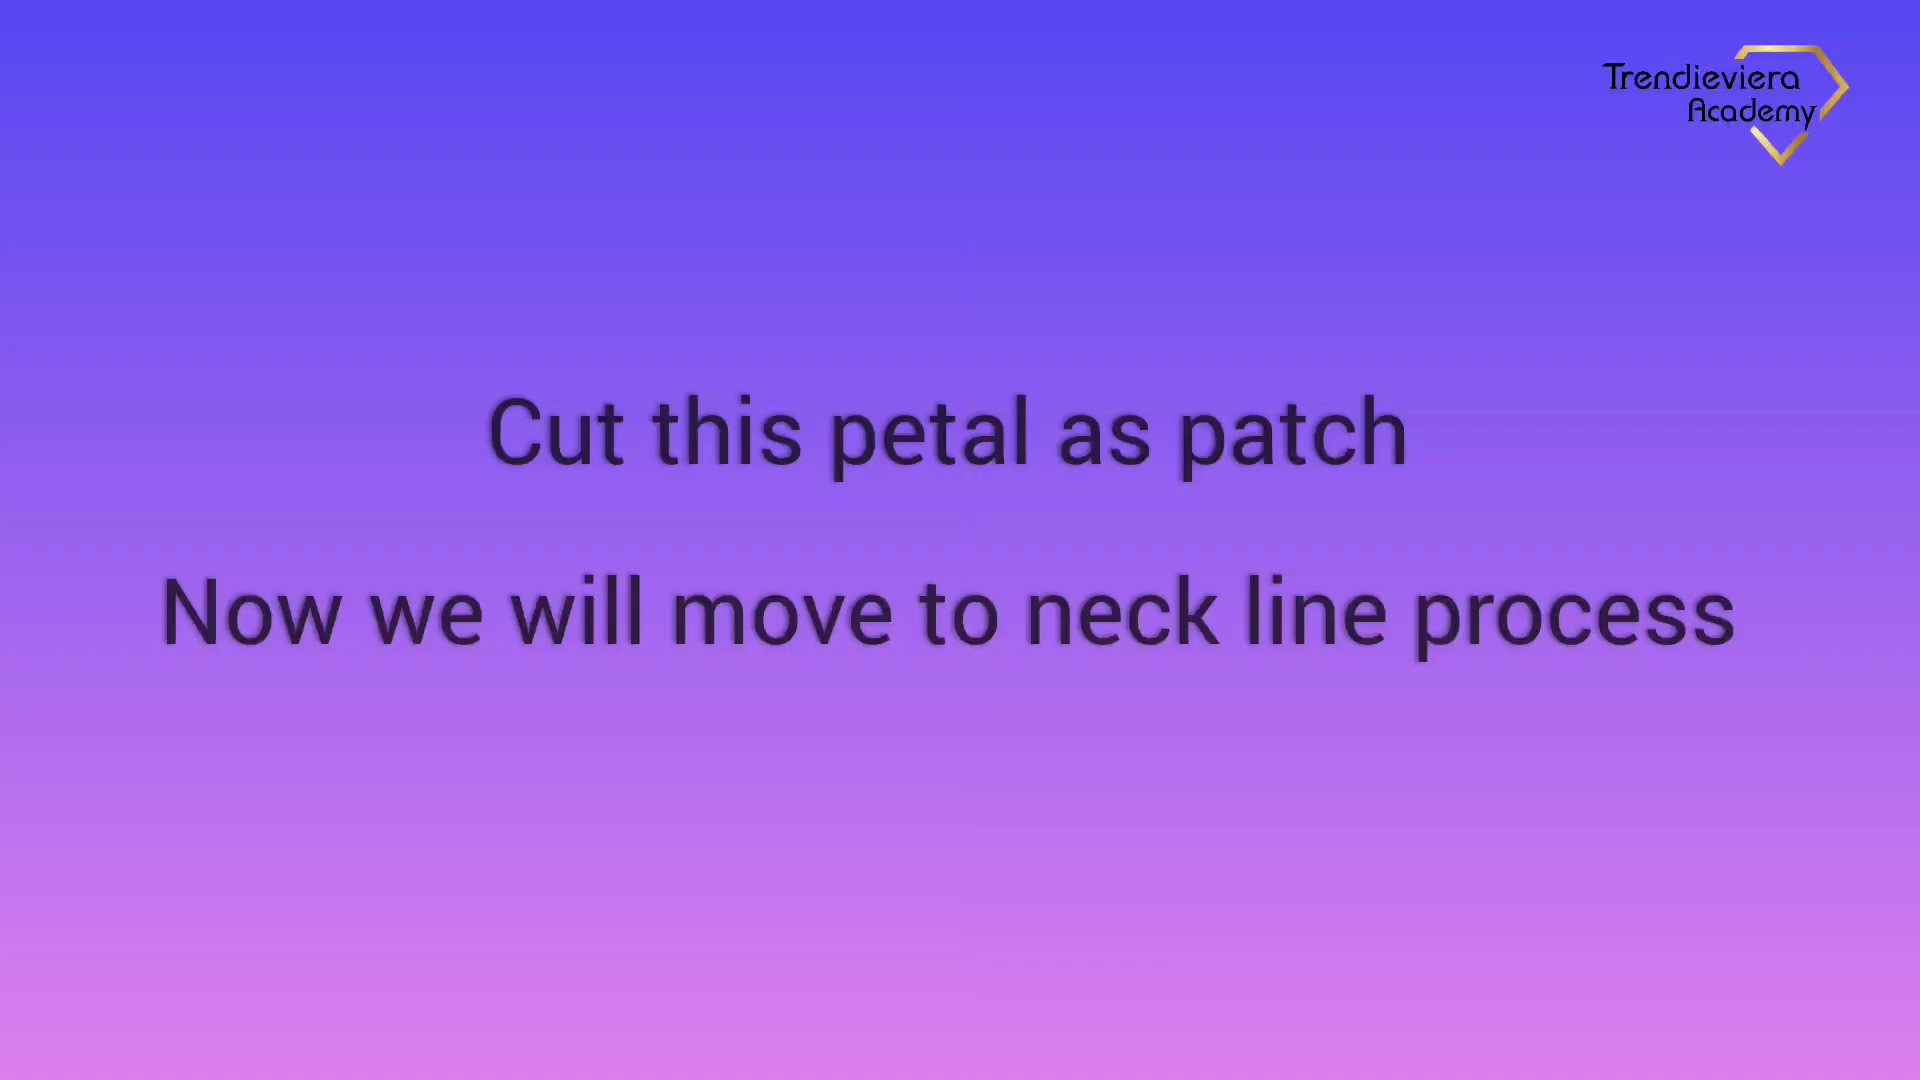 Trendieviera
Academy
Cut this petal as patch
Now we will move to neck line process